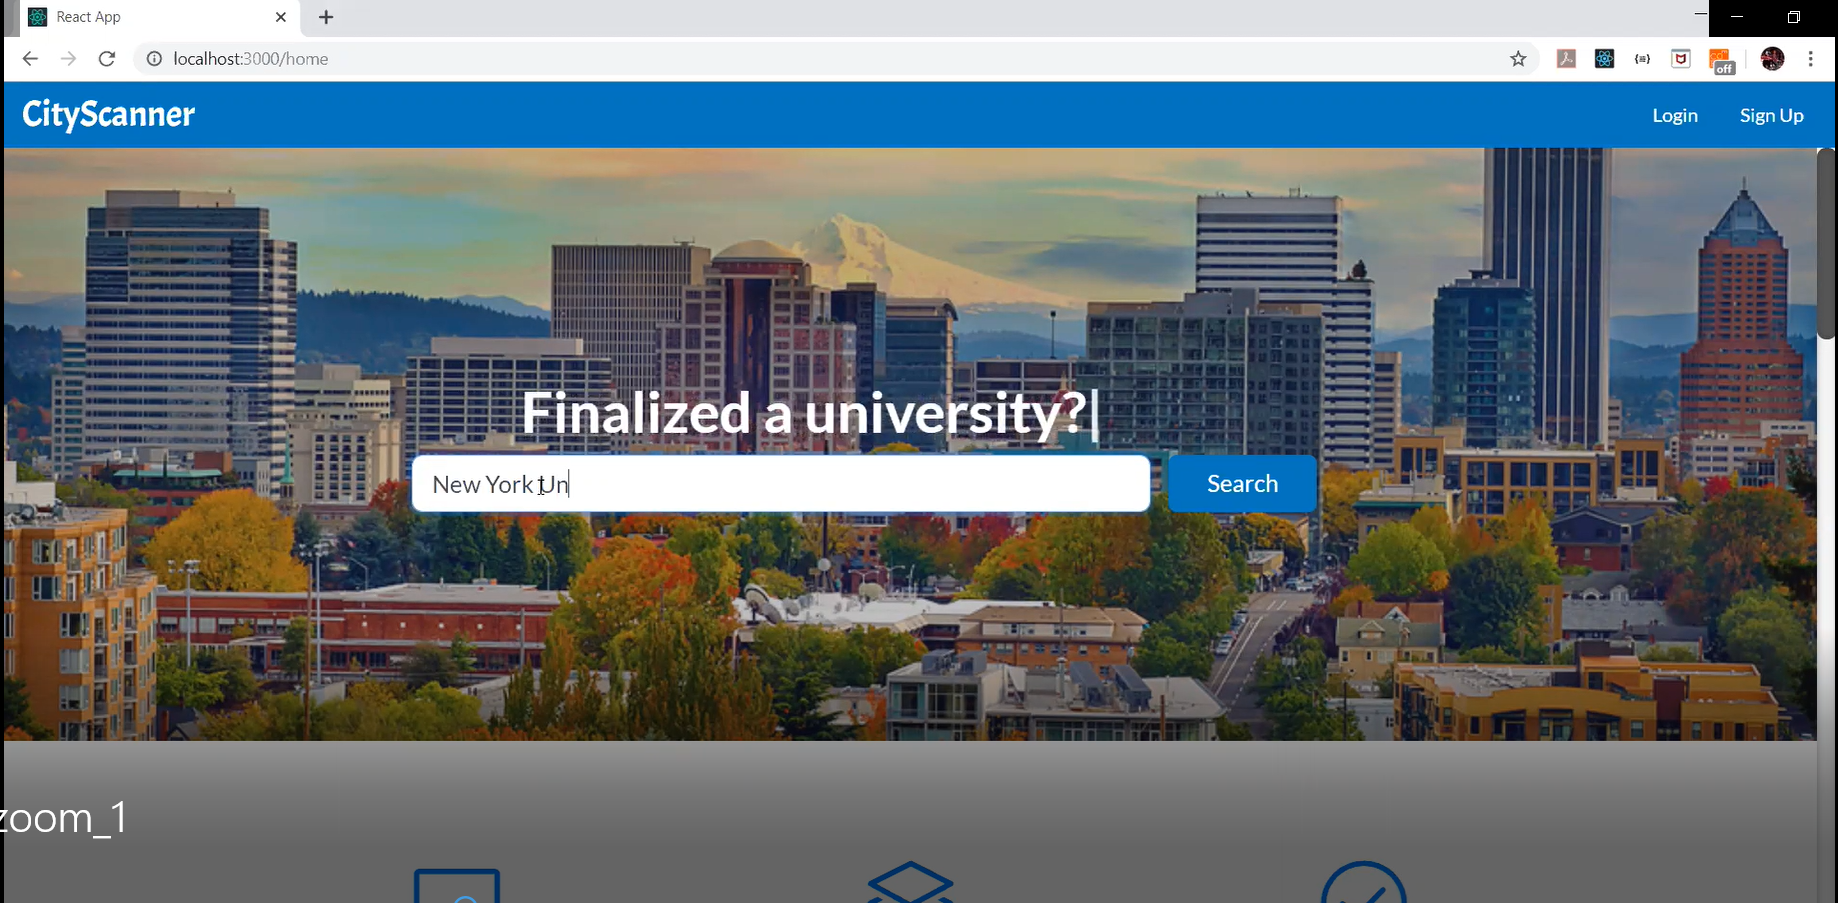 React App
localhost:3000/home
off
CityScanner
Login
Sign Up
Finalized a university?|
New York Un
Search
zoom_1